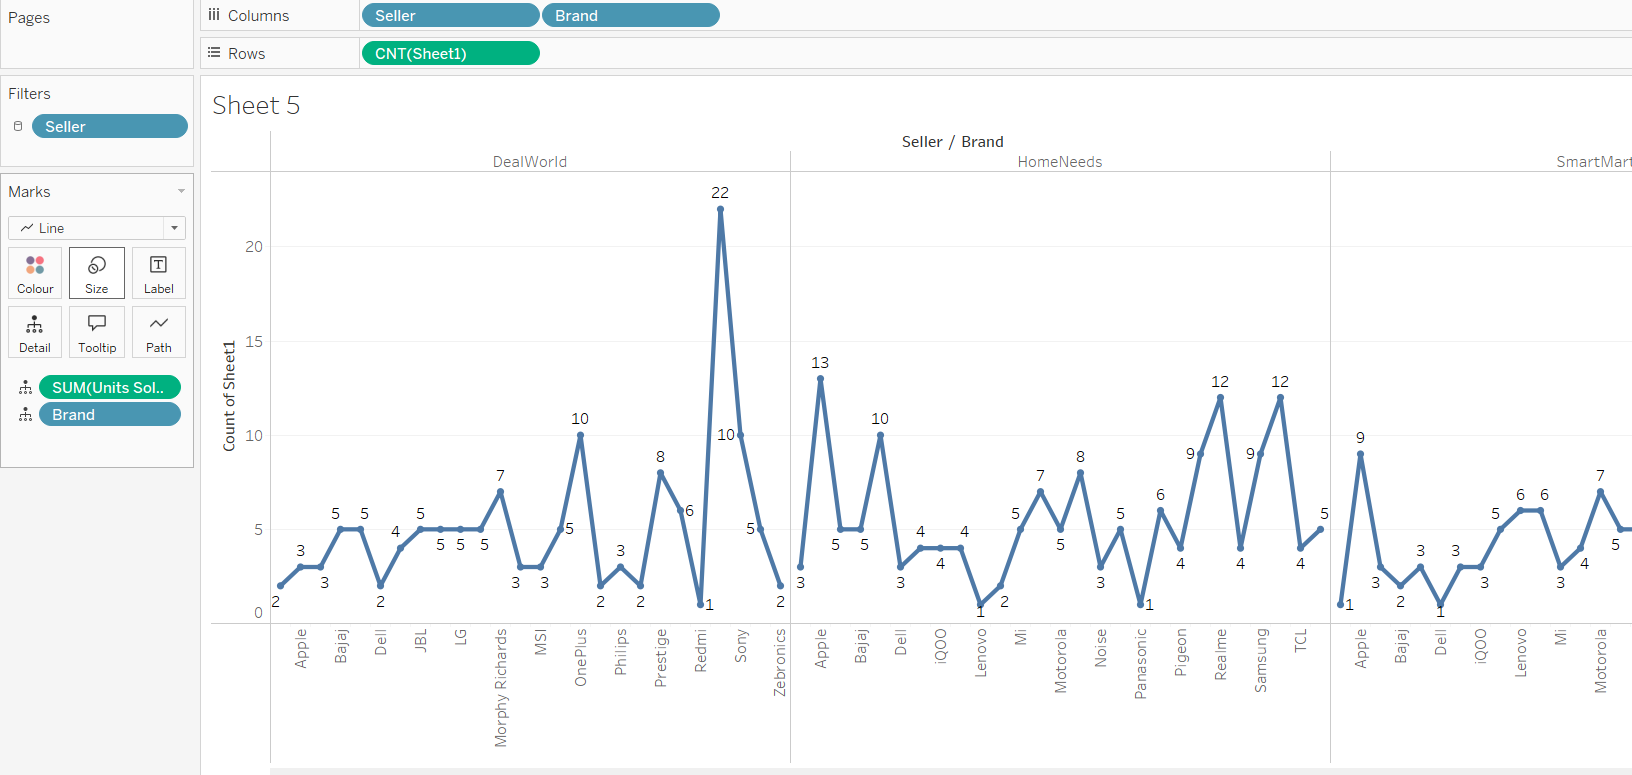 Pages
Columns
Seller
Brand
Rows
CNT(Sheet1)
Filters
Seller
Marks
Line
Colour
Size
Label
Detail
Tooltip
Path
SUM(Units Sol..
Brand
Sheet 5
Seller / Brand
DealWorld
HomeNeeds
SmartMart
Count of Sheet1
20
15
10
5
0
2
3
3
5
5
2
4
5
5
5
5
7
3
3
5
10
2
3
2
8
6
1
22
10
5
2
3
13
5
5
10
3
4
4
4
1
2
5
7
5
8
3
5
1
6
4
9
12
4
9
12
4
5
1
9
3
2
3
1
3
3
5
6
6
3
4
7
5
Apple
Bajaj
Dell
JBL
LG
Morphy Richards
MSI
OnePlus
Philips
Prestige
Redmi
Sony
Zebronics
Apple
Bajaj
Dell
iQOO
Lenovo
Mi
Motorola
Noise
Panasonic
Pigeon
Realme
Samsung
TCL
Apple
Bajaj
Dell
iQOO
Lenovo
Mi
Motorola